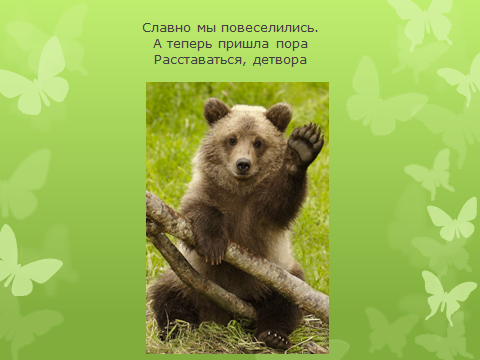 Славно мы повеселились.
А теперь пришла пора
Расставаться, детвора